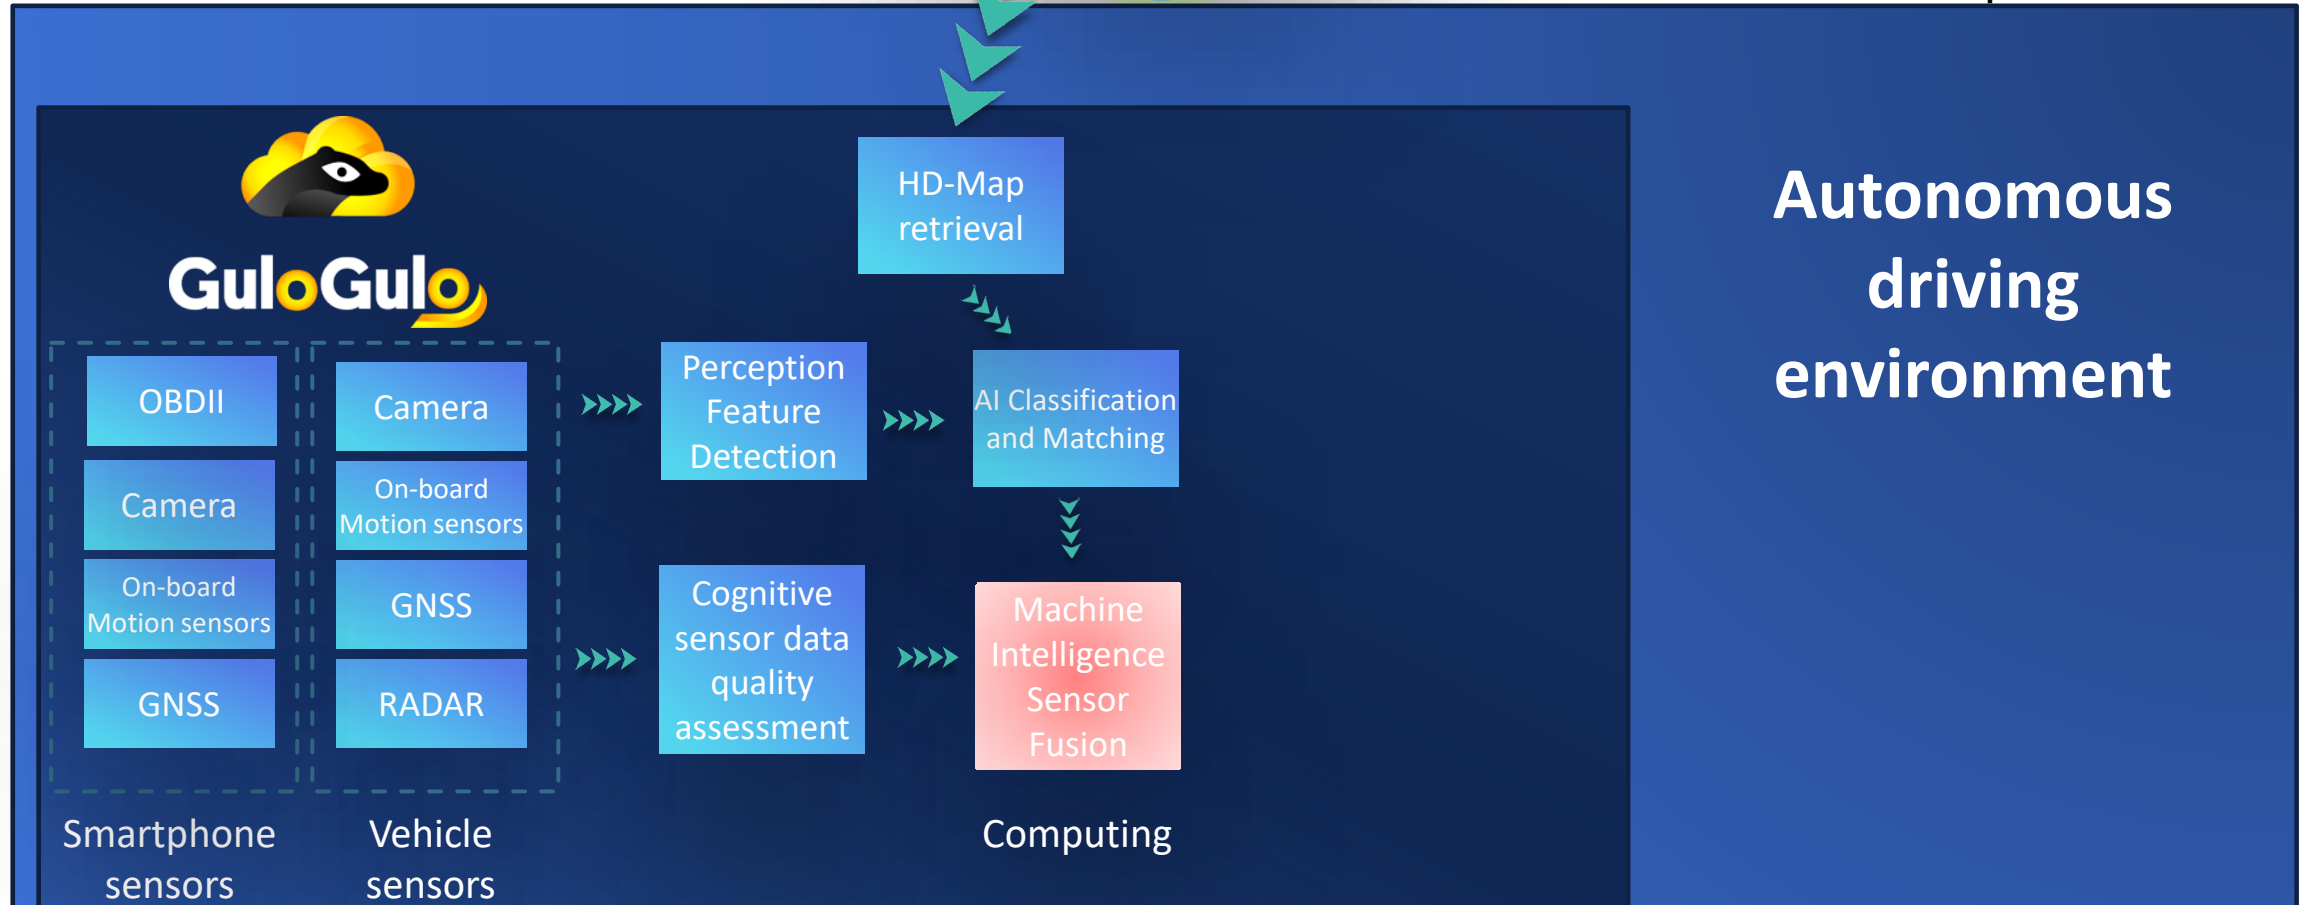 GuloGulo
HD-Map
retrieval
Autonomous
driving
environment
OBDII
Camera
On-board
Motion sensors
GNSS
Smartphone
sensors
Camera
On-board
Motion sensors
GNSS
RADAR
Vehicle
sensors
Perception
Feature
Detection
AI Classification
and Matching
Cognitive
sensor data
quality
assessment
Machine
Intelligence
Sensor
Fusion
Computing